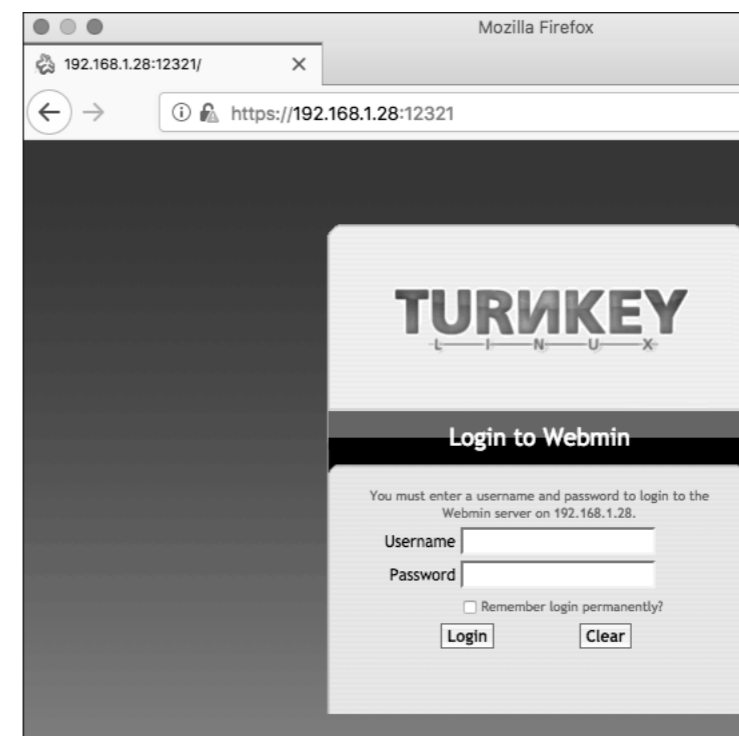 Mozilla Firefox
192.168.1.28:12321/
https://192.168.1.28:12321
TURNKEY
L I N U X
Login to Webmin
You must enter a username and password to login to the
Webmin server on 192.168.1.28.
Username
Password
Remember login permanently?
Login
Clear